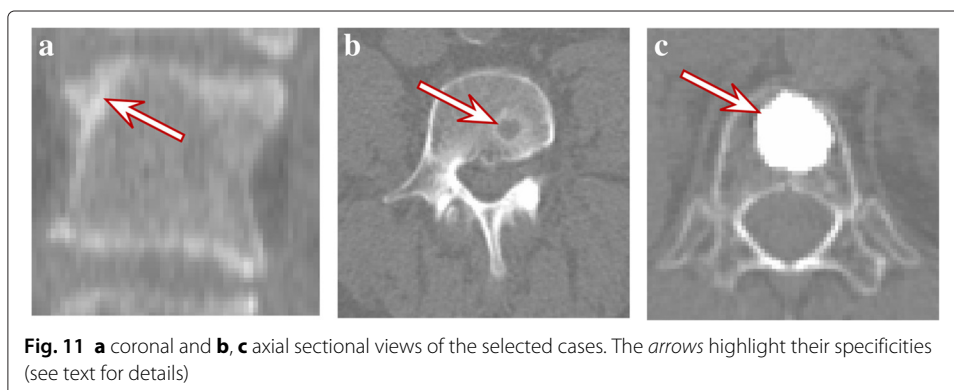 a
b
c
Fig. 11 a coronal and b, c axial sectional views of the selected cases. The arrows highlight their specificities
(see text for details)